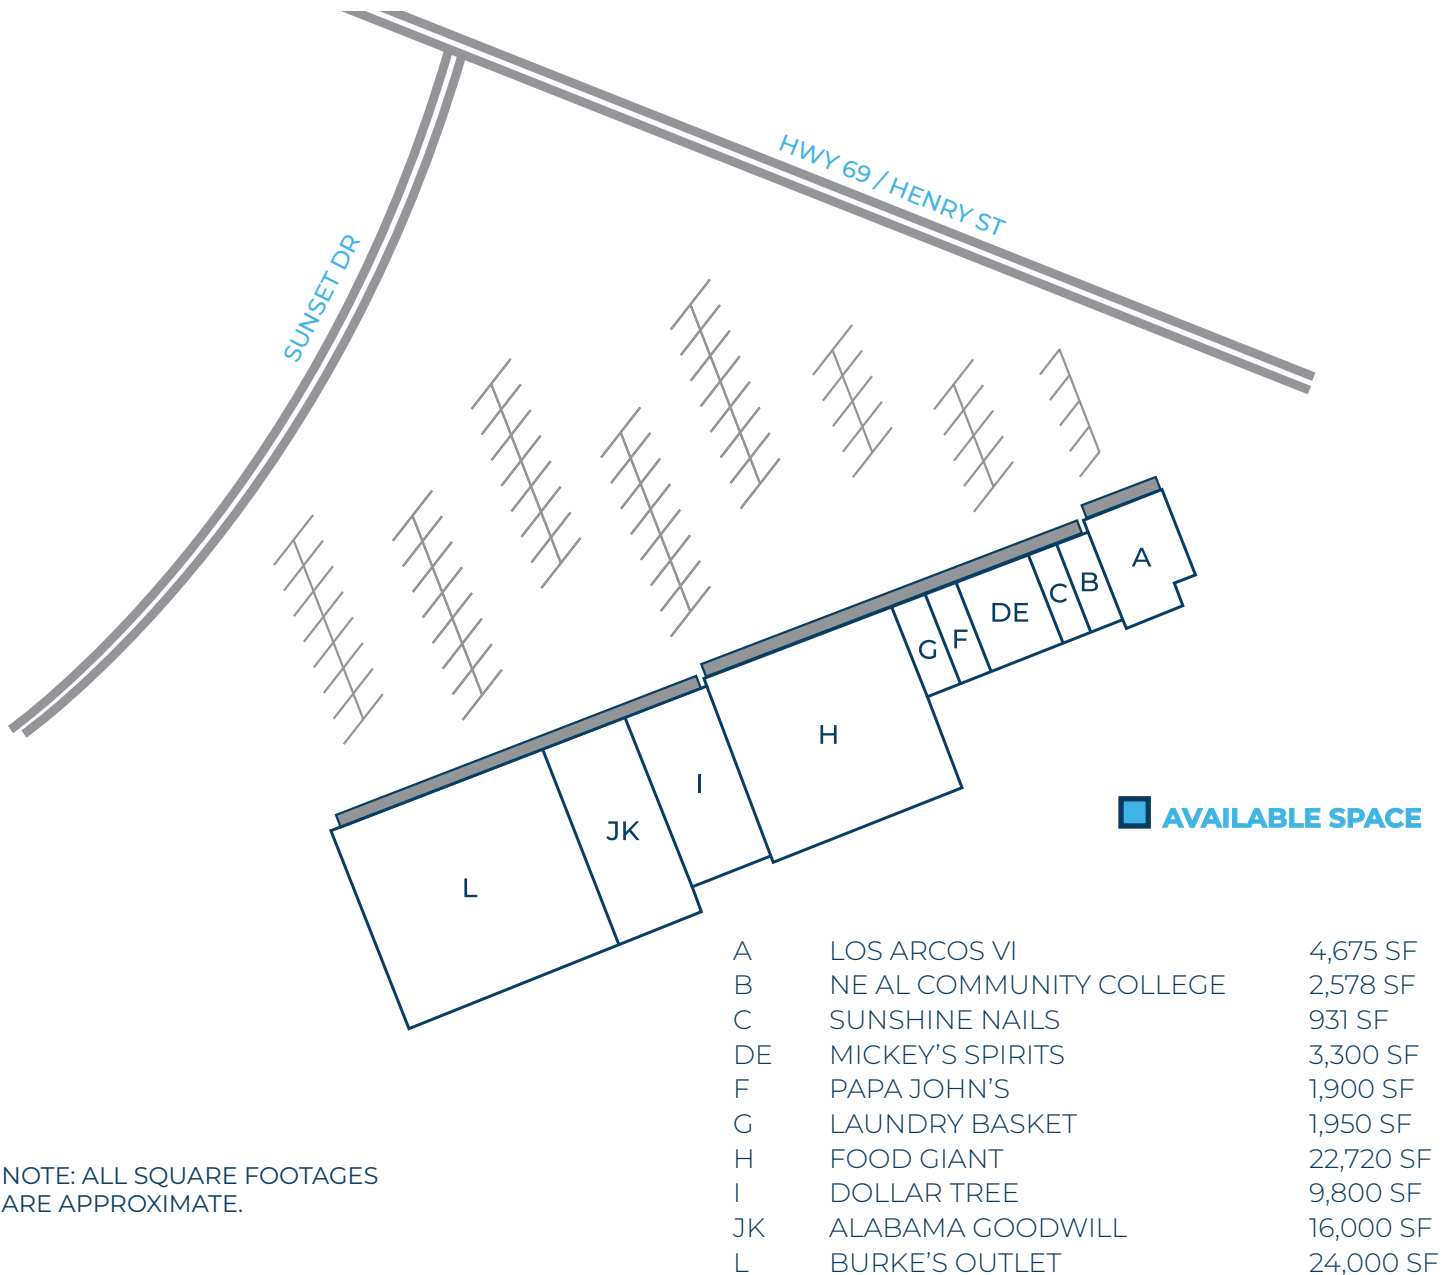 HWY 69 / HENRY ST
SUNSET DR
A
B
C
DE
F
G
H
I
JK
L
AVAILABLE SPACE
A LOS ARCOS VI 4,675 SF
B NE AL COMMUNITY COLLEGE 2,578 SF
C SUNSHINE NAILS 931 SF
DE MICKEY'S SPIRITS 3,300 SF
F PAPA JOHN'S 1,900 SF
G LAUNDRY BASKET 1,950 SF
H FOOD GIANT 22,720 SF
I DOLLAR TREE 9,800 SF
JK ALABAMA GOODWILL 16,000 SF
L BURKE'S OUTLET 24,000 SF
NOTE: ALL SQUARE FOOTAGES
ARE APPROXIMATE.